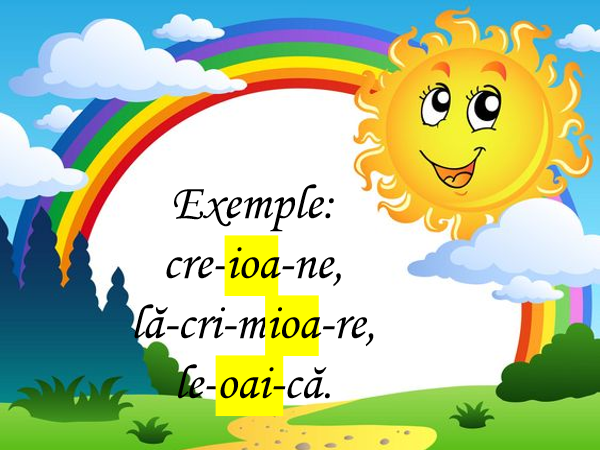 Exemple:
cre-ioa-ne,
lă-cri-mioa-re,
le-oai-că.